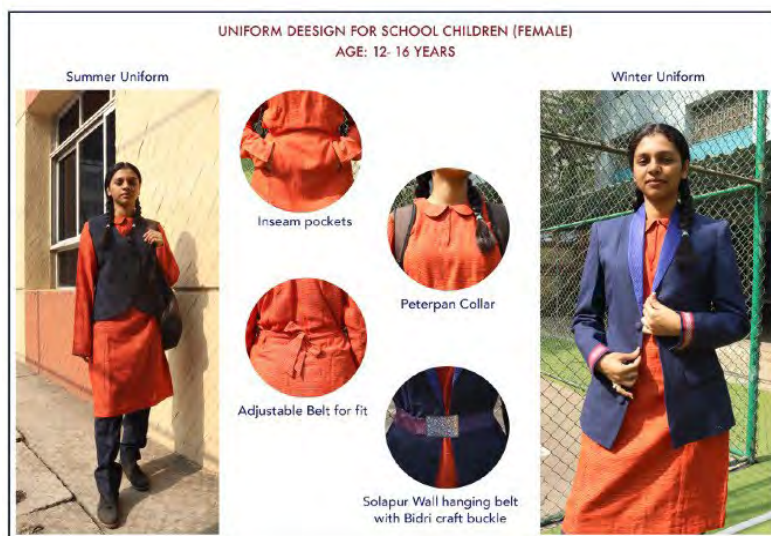 UNIFORM DEESIGN FOR SCHOOL CHILDREN (FEMALE)
AGE: 12- 16 YEARS
Summer Uniform
Winter Uniform
Inseam pockets
Peterpan Collar
Adjustable Belt for fit
Solapur Wall hanging belt
with Bidri craft buckle